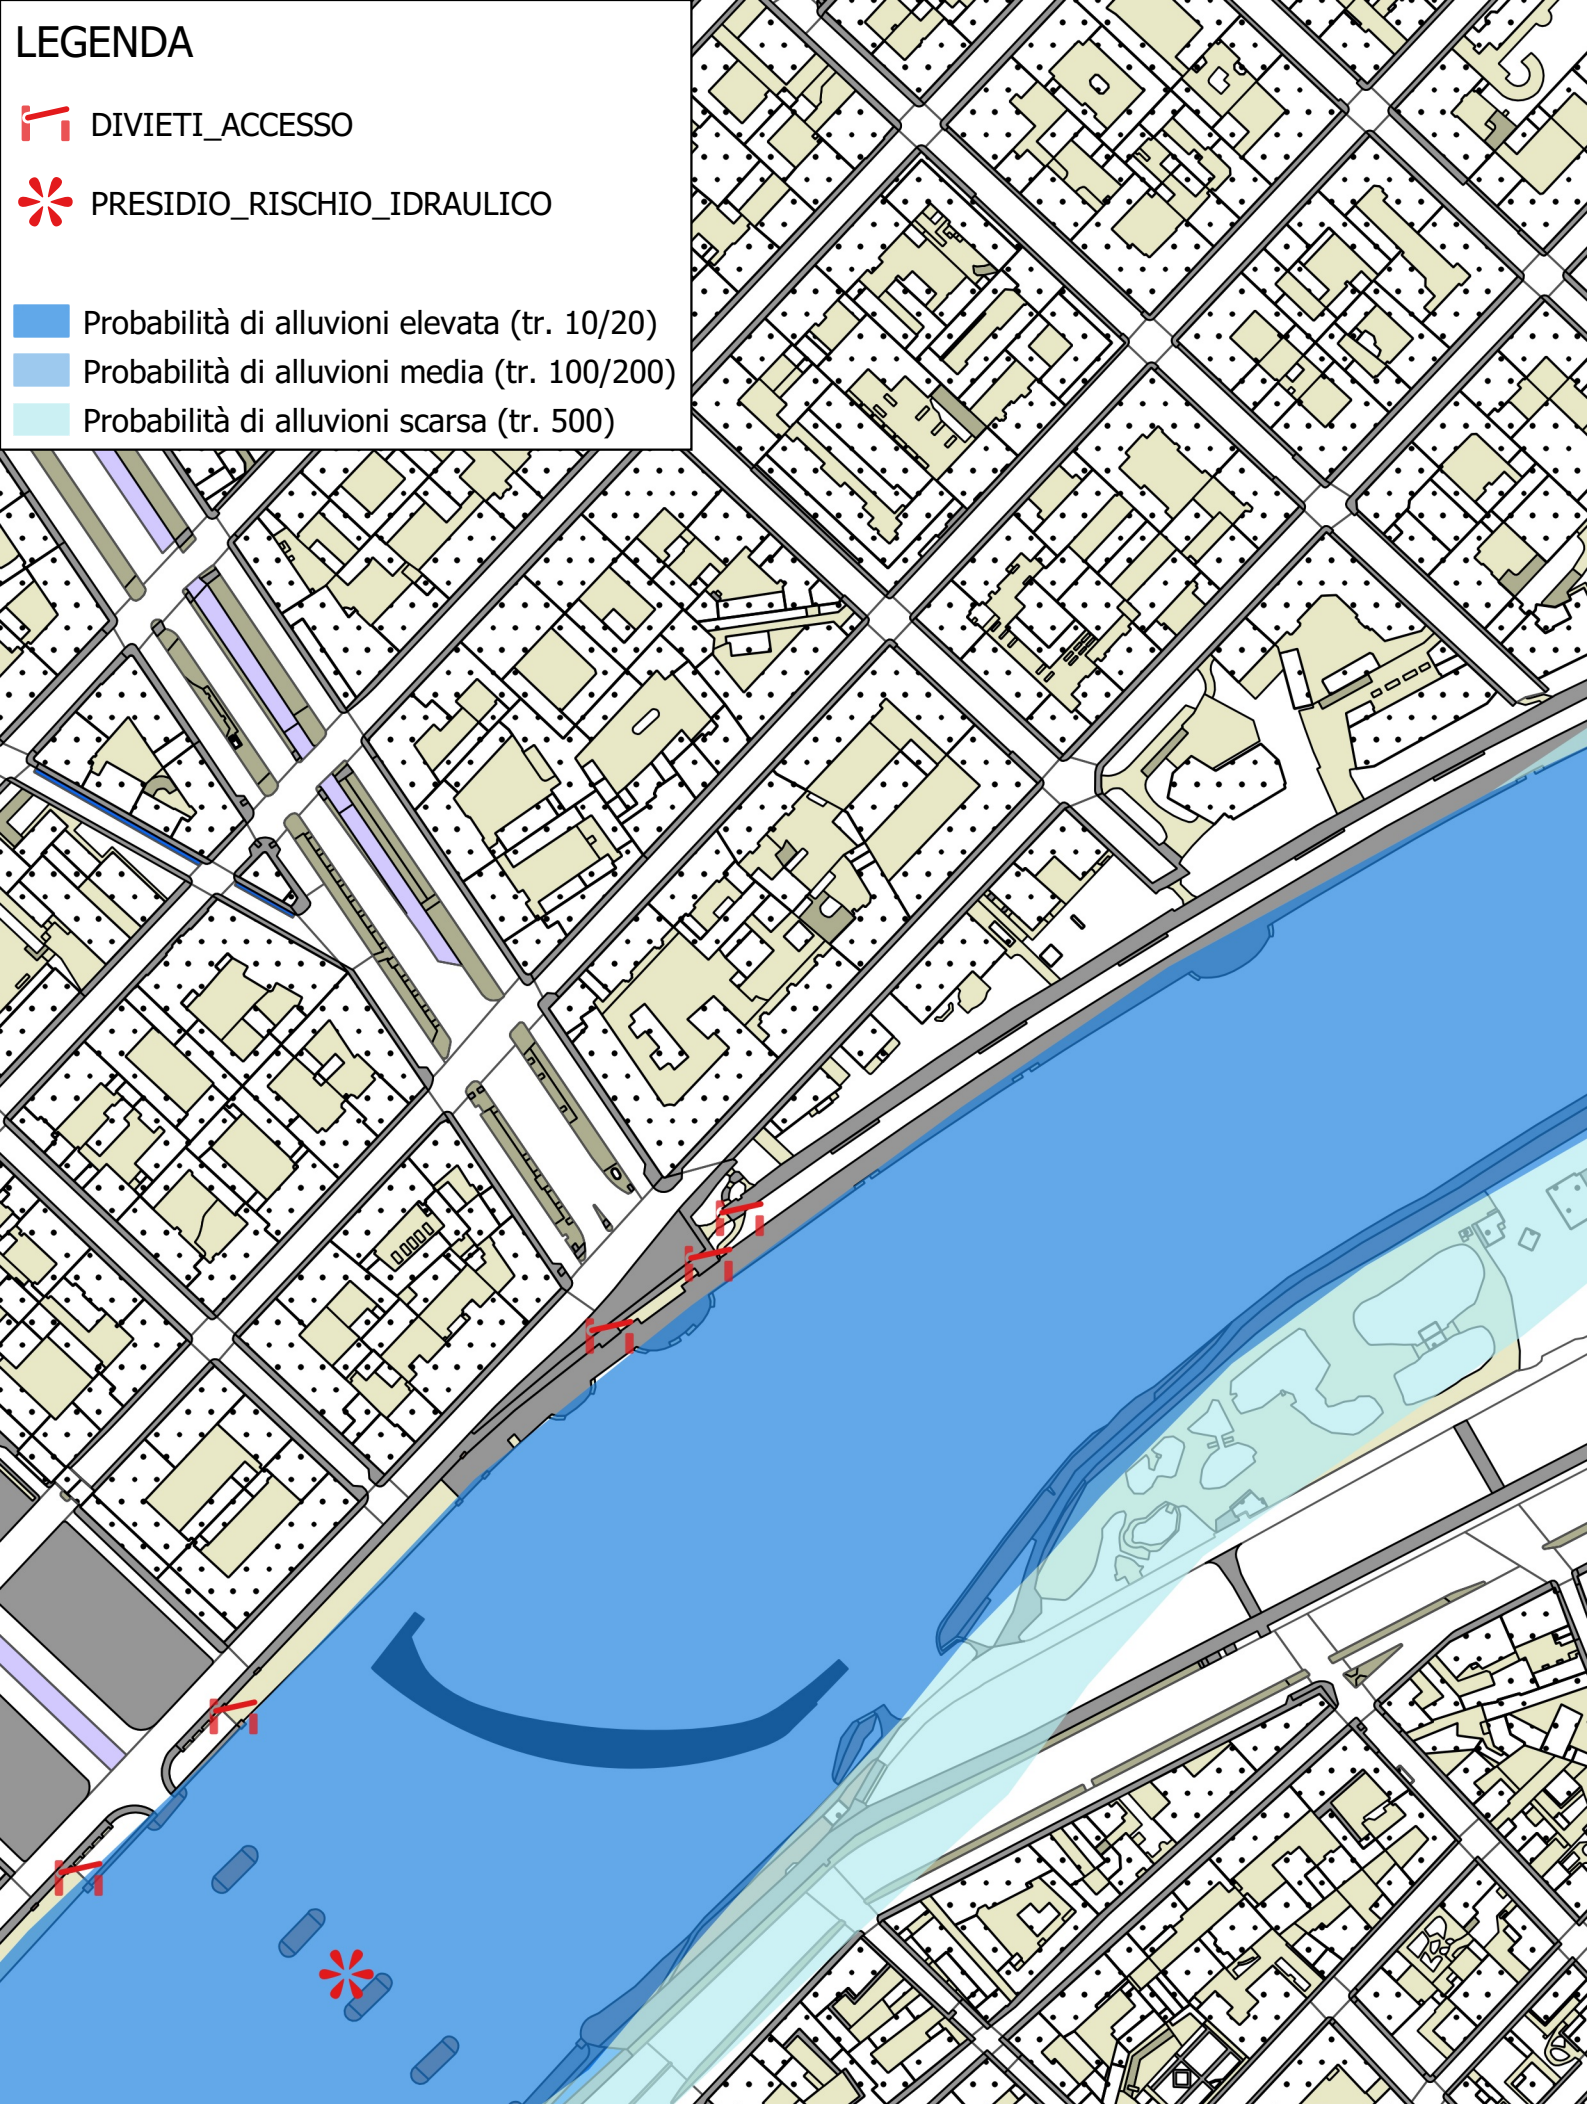 LEGENDA
DIVIETI_ACCESSO
PRESIDIO_RISCHIO_IDRAULICO
Probabilità di alluvioni elevata (tr. 10/20)
Probabilità di alluvioni media (tr. 100/200)
Probabilità di alluvioni scarsa (tr. 500)